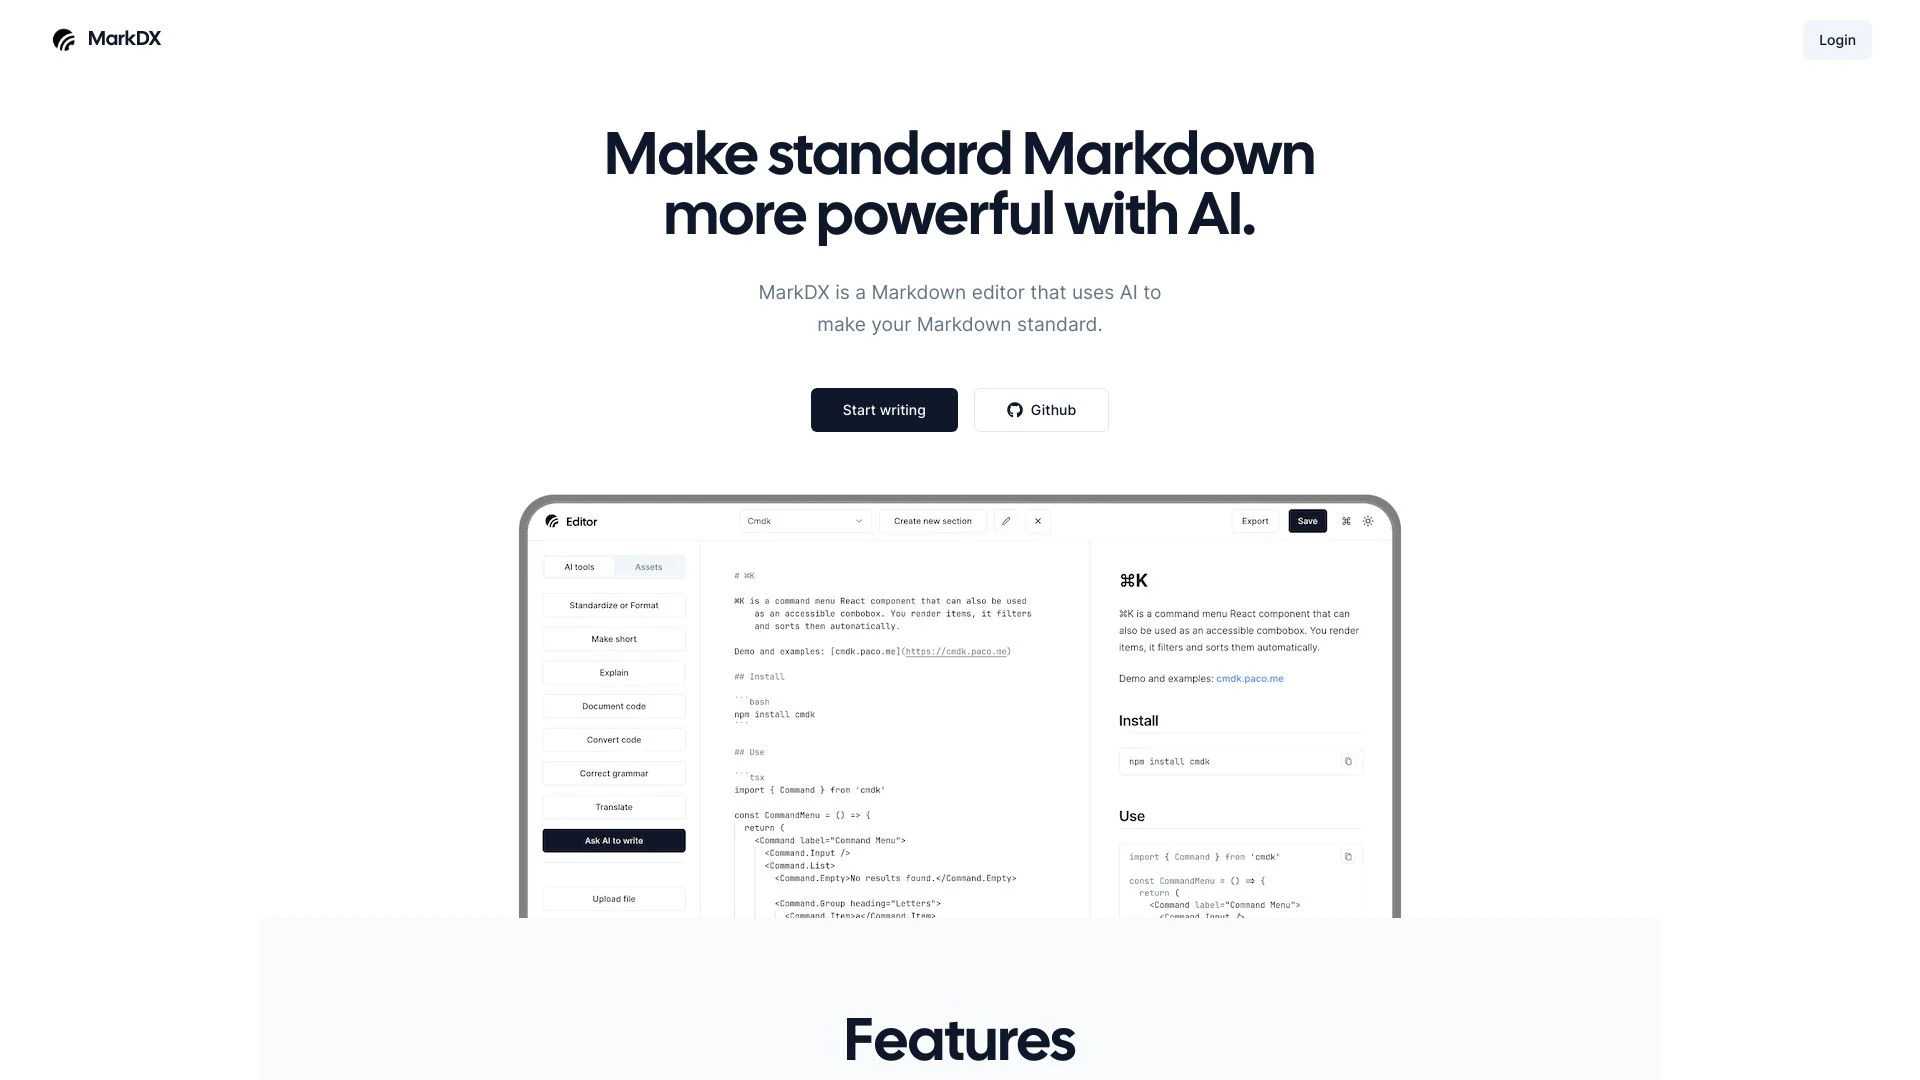 MarkDX
Login
Make standard Markdown
more powerful with AI.
MarkDX is a Markdown editor that uses AI to
make your Markdown standard.
Start writing
Github
Editor
Cmdk
Create new section
Export
Save
⌘
AI tools
Assets
Standardize or Format
Make short
Explain
Document code
Convert code
Correct grammar
Translate
Ask AI to write
Upload file
# ⌘K
⌘K is a command menu React component that can also be used
as an accessible combobox. You render items, it filters
and sorts them automatically.
Demo and examples: [cmdk.paco.me](https://cmdk.paco.me)
## Install
```bash
npm install cmdk
```
## Use
```tsx
import { Command } from 'cmdk'
const CommandMenu = () => {
return (
<Command label="Command Menu">
<Command.Input />
<Command.List>
<Command.Empty>No results found.</Command.Empty>
<Command.Group heading="Letters">
<Command.Item>a</Command.Item>
⌘K
⌘K is a command menu React component that can
also be used as an accessible combobox. You render
items, it filters and sorts them automatically.
Demo and examples: cmdk.paco.me
Install
npm install cmdk
Use
import { Command } from 'cmdk'
const CommandMenu = () => {
return (
<Command label="Command Menu">
<Command.Input />
Features